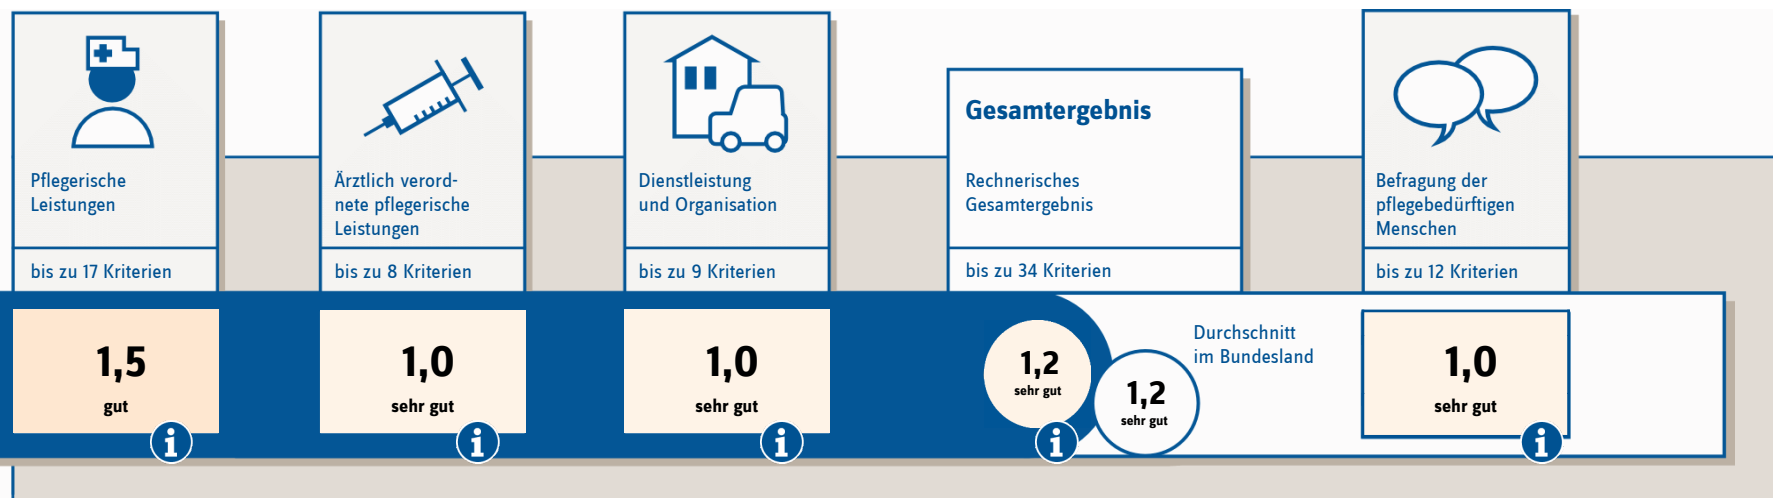 Pflegerische
Leistungen
bis zu 17 Kriterien
1,5
gut
i
Ärztlich verord-
nete pflegerische
Leistungen
bis zu 8 Kriterien
1,0
sehr gut
i
Dienstleistung
und Organisation
bis zu 9 Kriterien
1,0
sehr gut
i
Gesamtergebnis
Rechnerisches
Gesamtergebnis
bis zu 34 Kriterien
1,2
sehr gut
i
Durchschnitt
im Bundesland
1,2
sehr gut
Befragung der
pflegebedürftigen
Menschen
bis zu 12 Kriterien
1,0
sehr gut
i